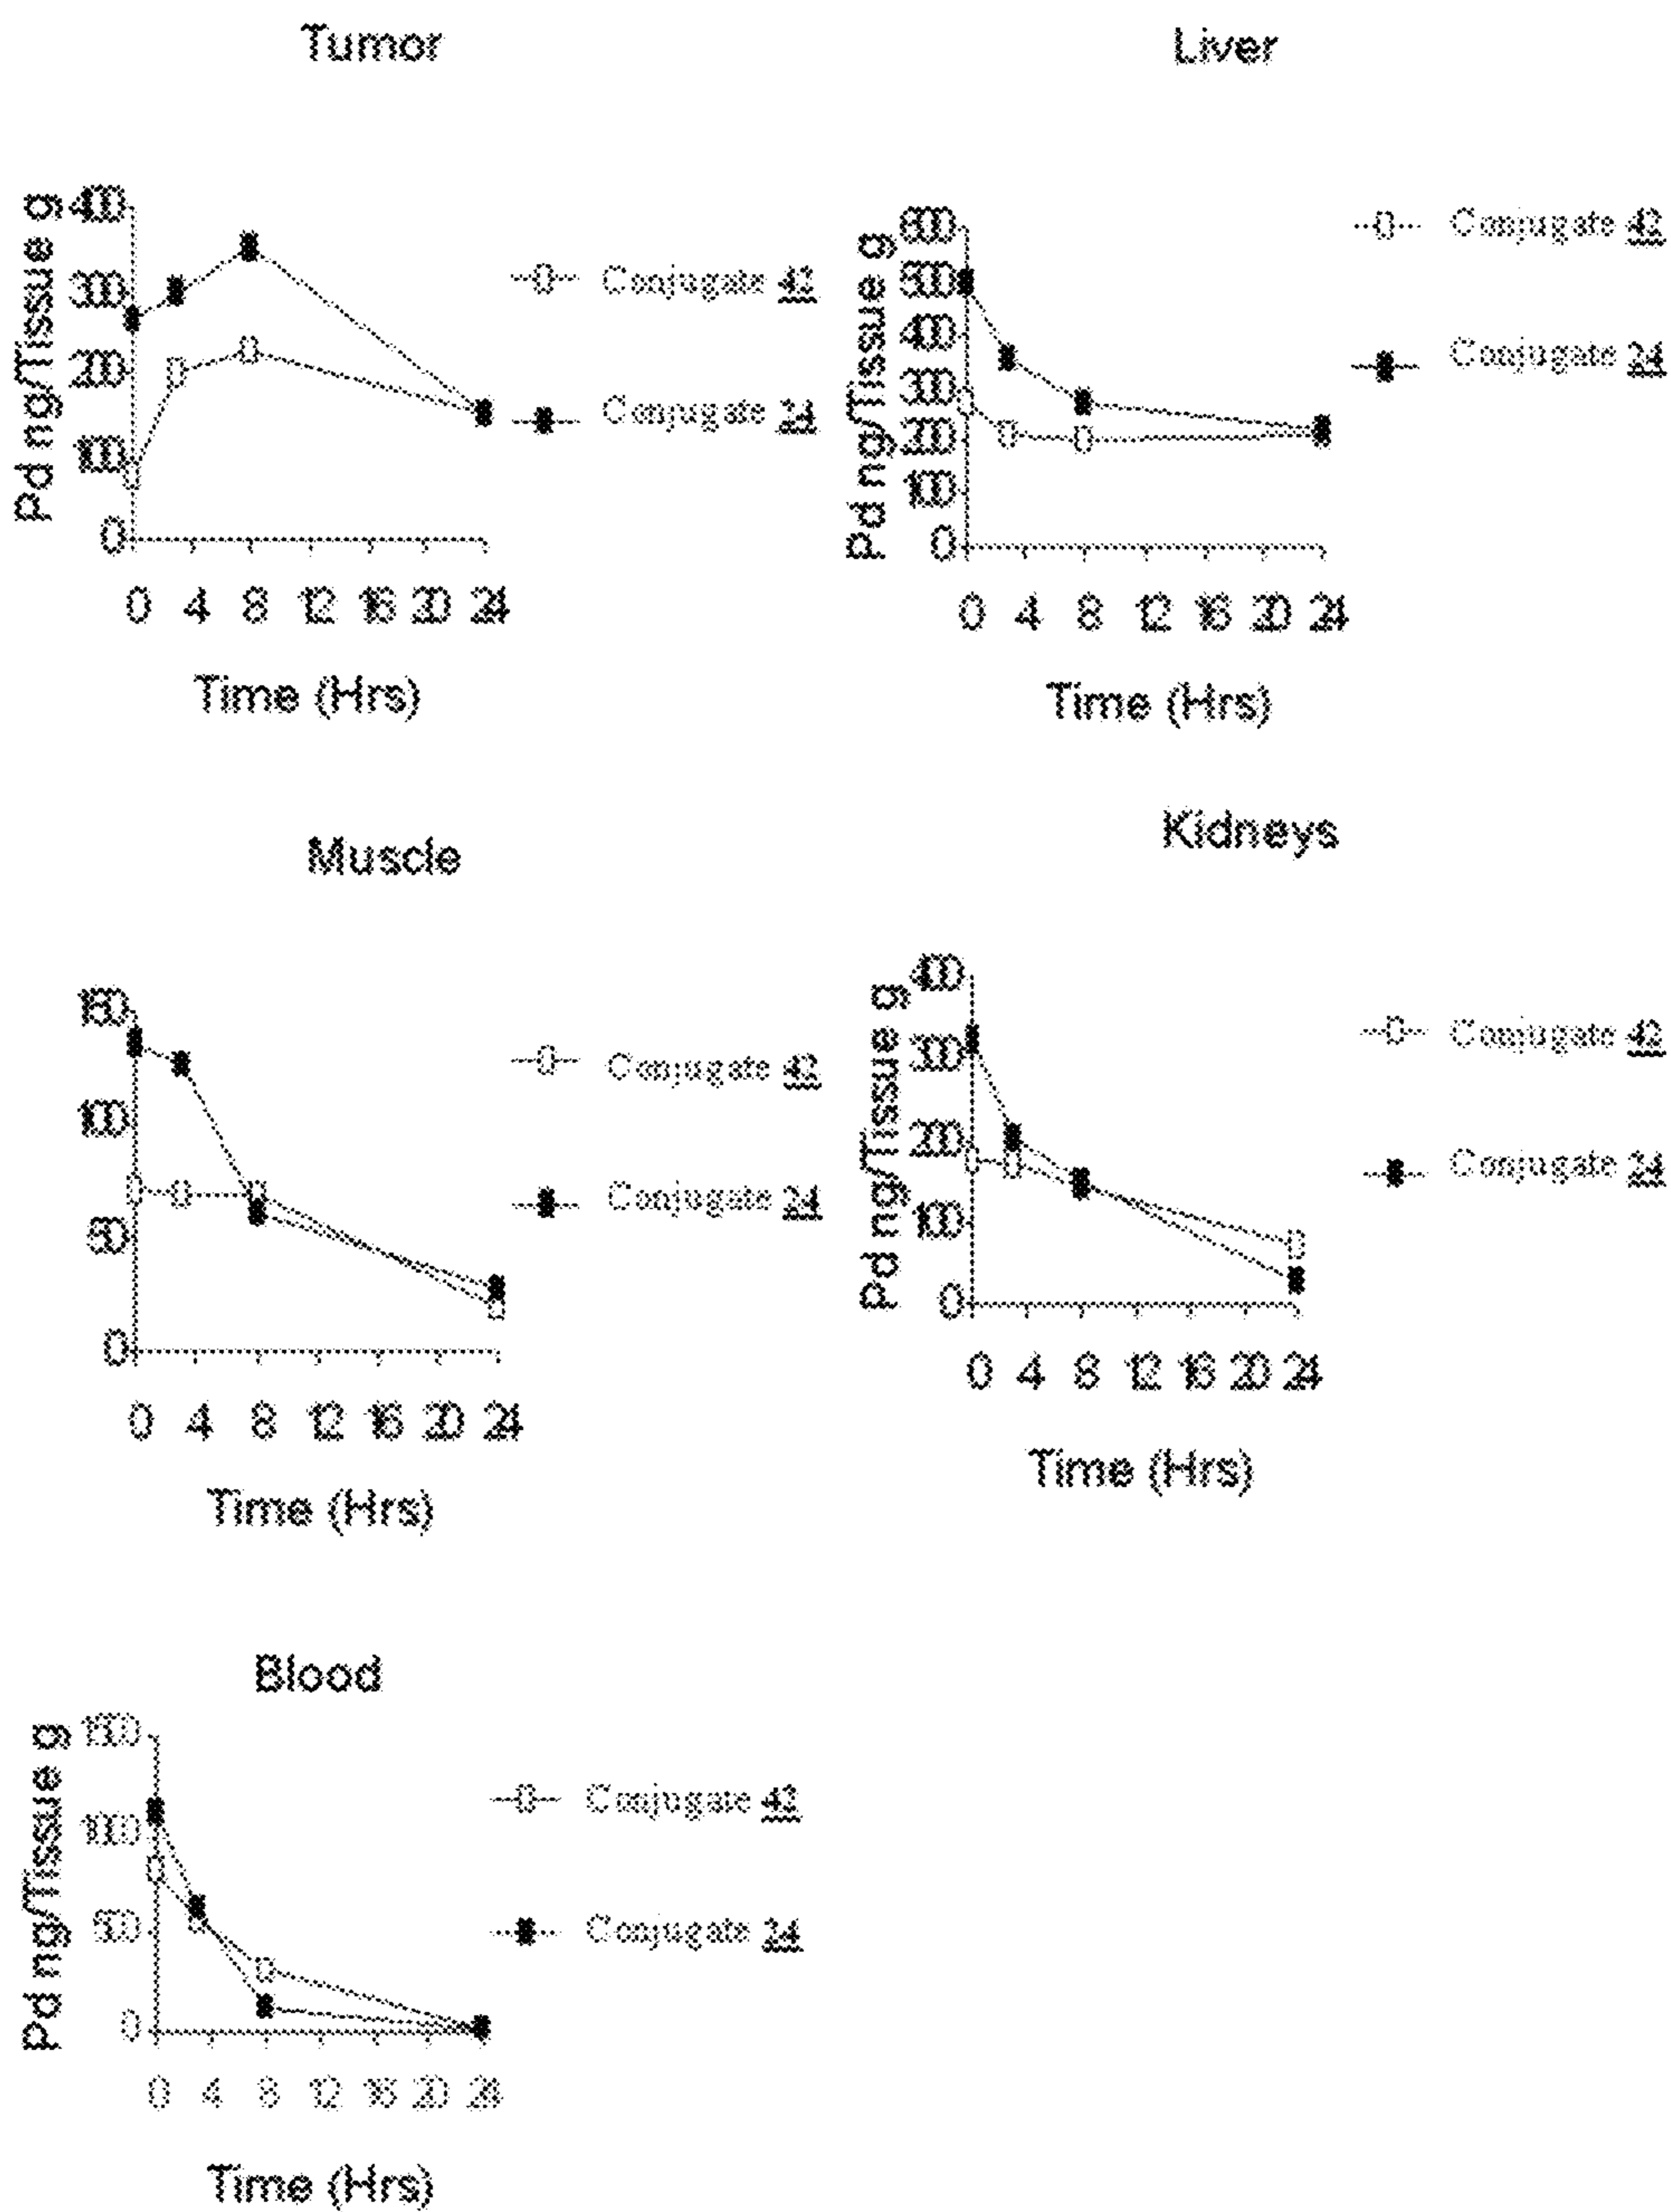 Tumor
Pd ng/Tissue g
400
300
200
100
0
0 4 8 12 16 20 24
Time (Hrs)
Conjugate 42
Conjugate 24
Liver
Pd ng/Tissue g
600
500
400
300
200
100
0
0 4 8 12 16 20 24
Time (Hrs)
Conjugate 42
Conjugate 24
Muscle
150
100
50
0
0 4 8 12 16 20 24
Time (Hrs)
Conjugate 42
Conjugate 24
Kidneys
Pd ng/Tissue g
400
300
200
100
0
0 4 8 12 16 20 24
Time (Hrs)
Conjugate 42
Conjugate 24
Blood
Pd ng/Tissue g
150
100
50
0
0 4 8 12 16 20 24
Time (Hrs)
Conjugate 42
Conjugate 24